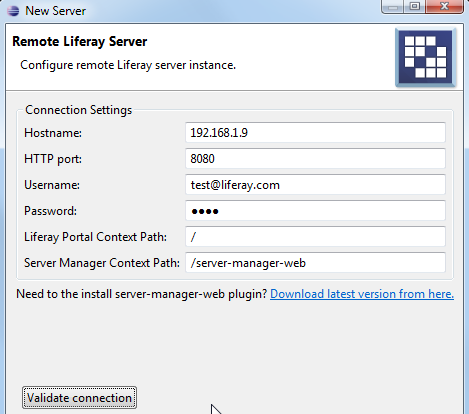 New Server
Remote Liferay Server
Configure remote Liferay server instance.
Connection Settings
Hostname: 192.168.1.9
HTTP port: 8080
Username: test@liferay.com
Password: ●●●●
Liferay Portal Context Path: /
Server Manager Context Path: /server-manager-web
Need to the install server-manager-web plugin? Download latest version from here.
Validate connection